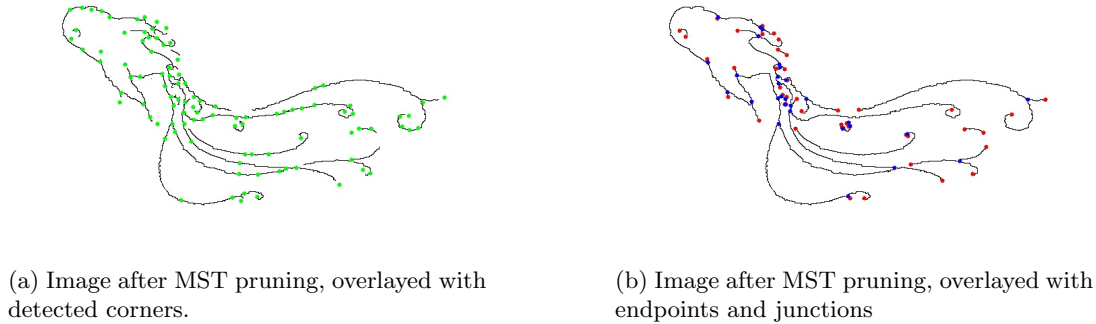 (a) Image after MST pruning, overlayed with
detected corners.
(b) Image after MST pruning, overlayed with
endpoints and junctions